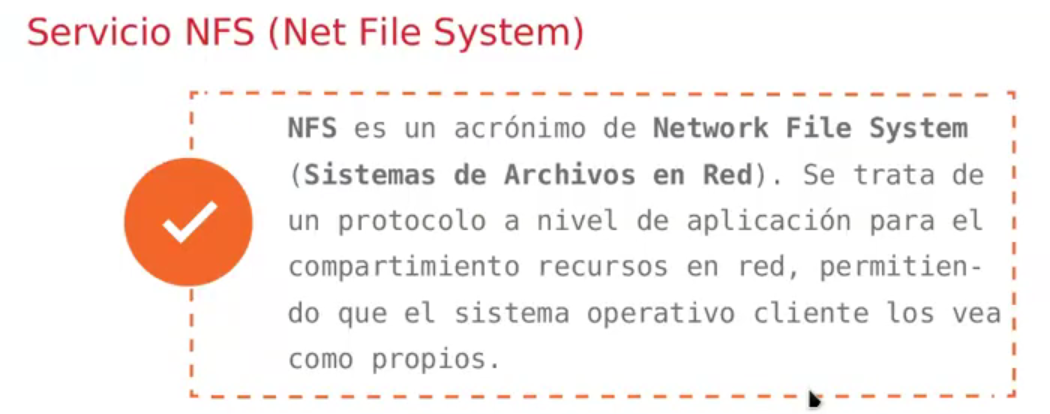 Servicio NFS (Net File System)
NFS es un acrónimo de Network File System
(Sistemas de Archivos en Red). Se trata de
un protocolo a nivel de aplicación para el
compartimiento recursos en red, permitien-
do que el sistema operativo cliente los vea
como propios.